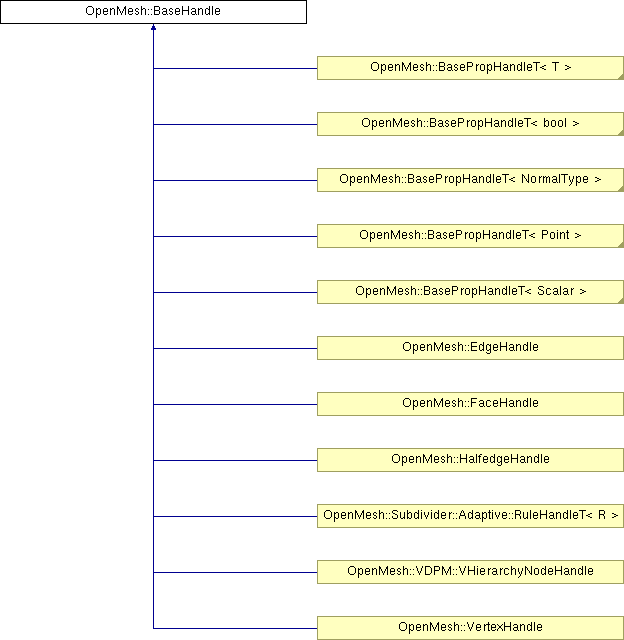 OpenMesh::BaseHandle
OpenMesh::BasePropHandleT< T >
OpenMesh::BasePropHandleT< bool >
OpenMesh::BasePropHandleT< NormalType >
OpenMesh::BasePropHandleT< Point >
OpenMesh::BasePropHandleT< Scalar >
OpenMesh::EdgeHandle
OpenMesh::FaceHandle
OpenMesh::HalfedgeHandle
OpenMesh::Subdivider::Adaptive::RuleHandleT< R >
OpenMesh::VDPM::VHierarchyNodeHandle
OpenMesh::VertexHandle